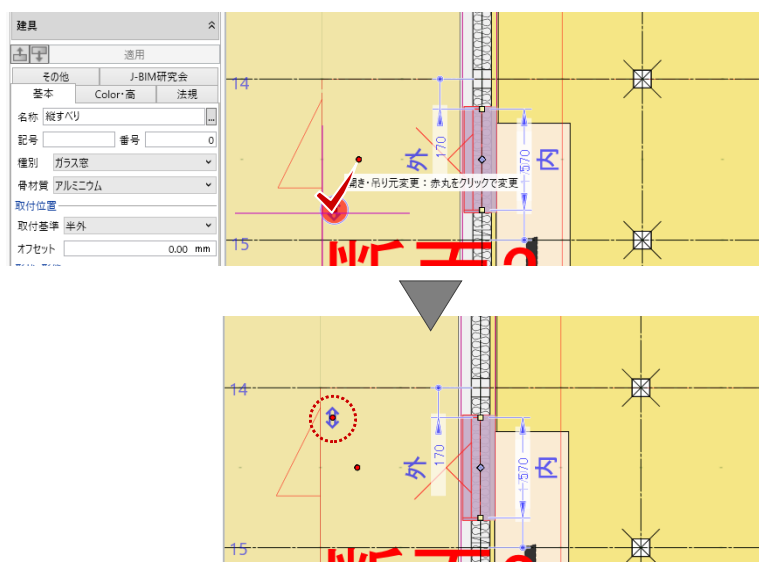 建具
適用
その他 J-BIM研究会
基本 Color・高 法規
名称 縦すべり ...
記号 番号 0
種別 ガラス窓
骨材質 アルミニウム
取付位置
取付基準 半外
オフセット 0.00 mm
14
170
外
1,570
内
開き・吊り元変更：赤丸をクリックで変更
15
14
170
外
1,570
内
15